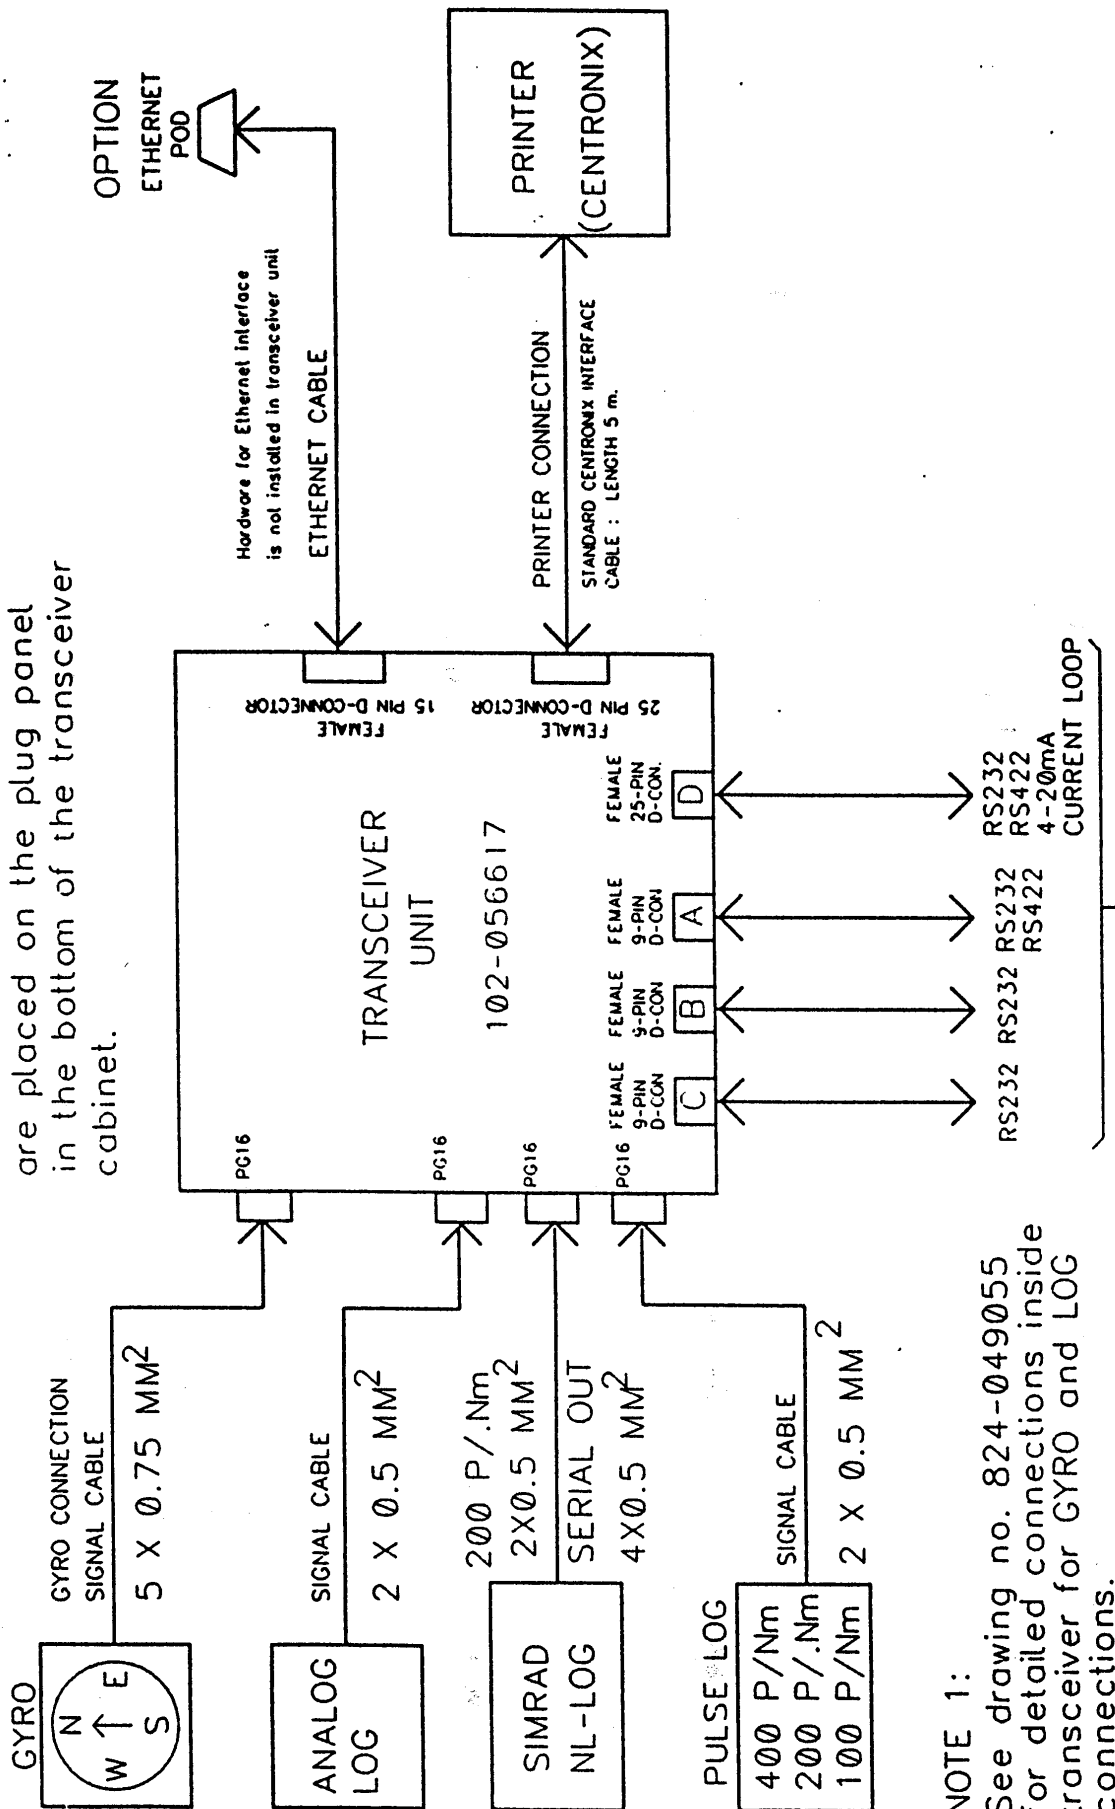 are placed on the plug panel
in the bottom of the transceiver
cabinet.
OPTION
ETHERNET
POD
Hardware for Ethernet interface
is not installed in transceiver unit
ETHERNET CABLE
PRINTER
(CENTRONIX)
PRINTER CONNECTION
STANDARD CENTRONIX INTERFACE
CABLE : LENGTH 5 m.
FEMALE
15 PIN D-CONNECTOR
FEMALE
25 PIN D-CONNECTOR
TRANSCEIVER
UNIT
102-056617
PG16
PG16
PG16
PG16
FEMALE
9-PIN
D-CON
C
FEMALE
9-PIN
D-CON
B
FEMALE
9-PIN
D-CON
A
FEMALE
25-PIN
D-CON.
D
RS232
RS232
RS232
RS422
RS232
RS422
4-20mA
CURRENT LOOP
GYRO
N
W E
S
GYRO CONNECTION
SIGNAL CABLE
5 X 0.75 MM2
ANALOG
LOG
SIGNAL CABLE
2 X 0.5 MM2
SIMRAD
NL-LOG
200 P/.Nm
2X0.5 MM2
SERIAL OUT
4X0.5 MM2
PULSE LOG
400 P/Nm
200 P/.Nm
100 P/Nm
SIGNAL CABLE
2 X 0.5 MM2
NOTE 1:
See drawing no. 824-049055
for detailed connections inside
transceiver for GYRO and LOG
connections.